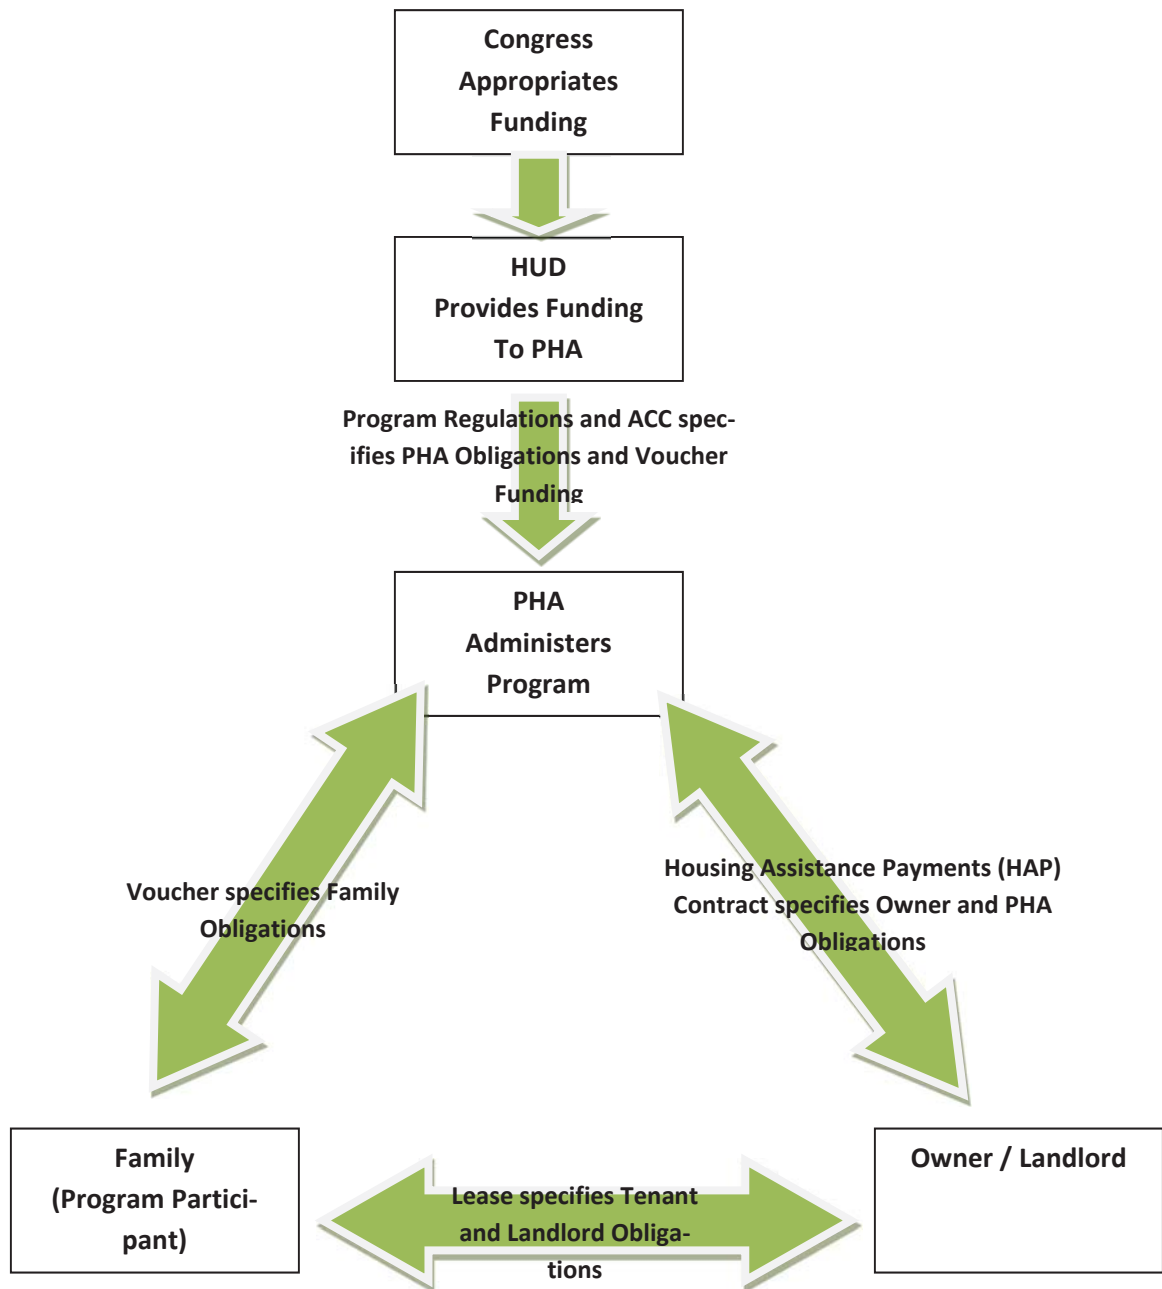 Congress
Appropriates
Funding
HUD
Provides Funding
To PHA
Program Regulations and ACC spec-
ifies PHA Obligations and Voucher
Funding
PHA
Administers
Program
Voucher specifies Family
Obligations
Housing Assistance Payments (HAP)
Contract specifies Owner and PHA
Obligations
Family
(Program Partici-
pant)
Lease specifies Tenant
and Landlord Obliga-
tions
Owner / Landlord